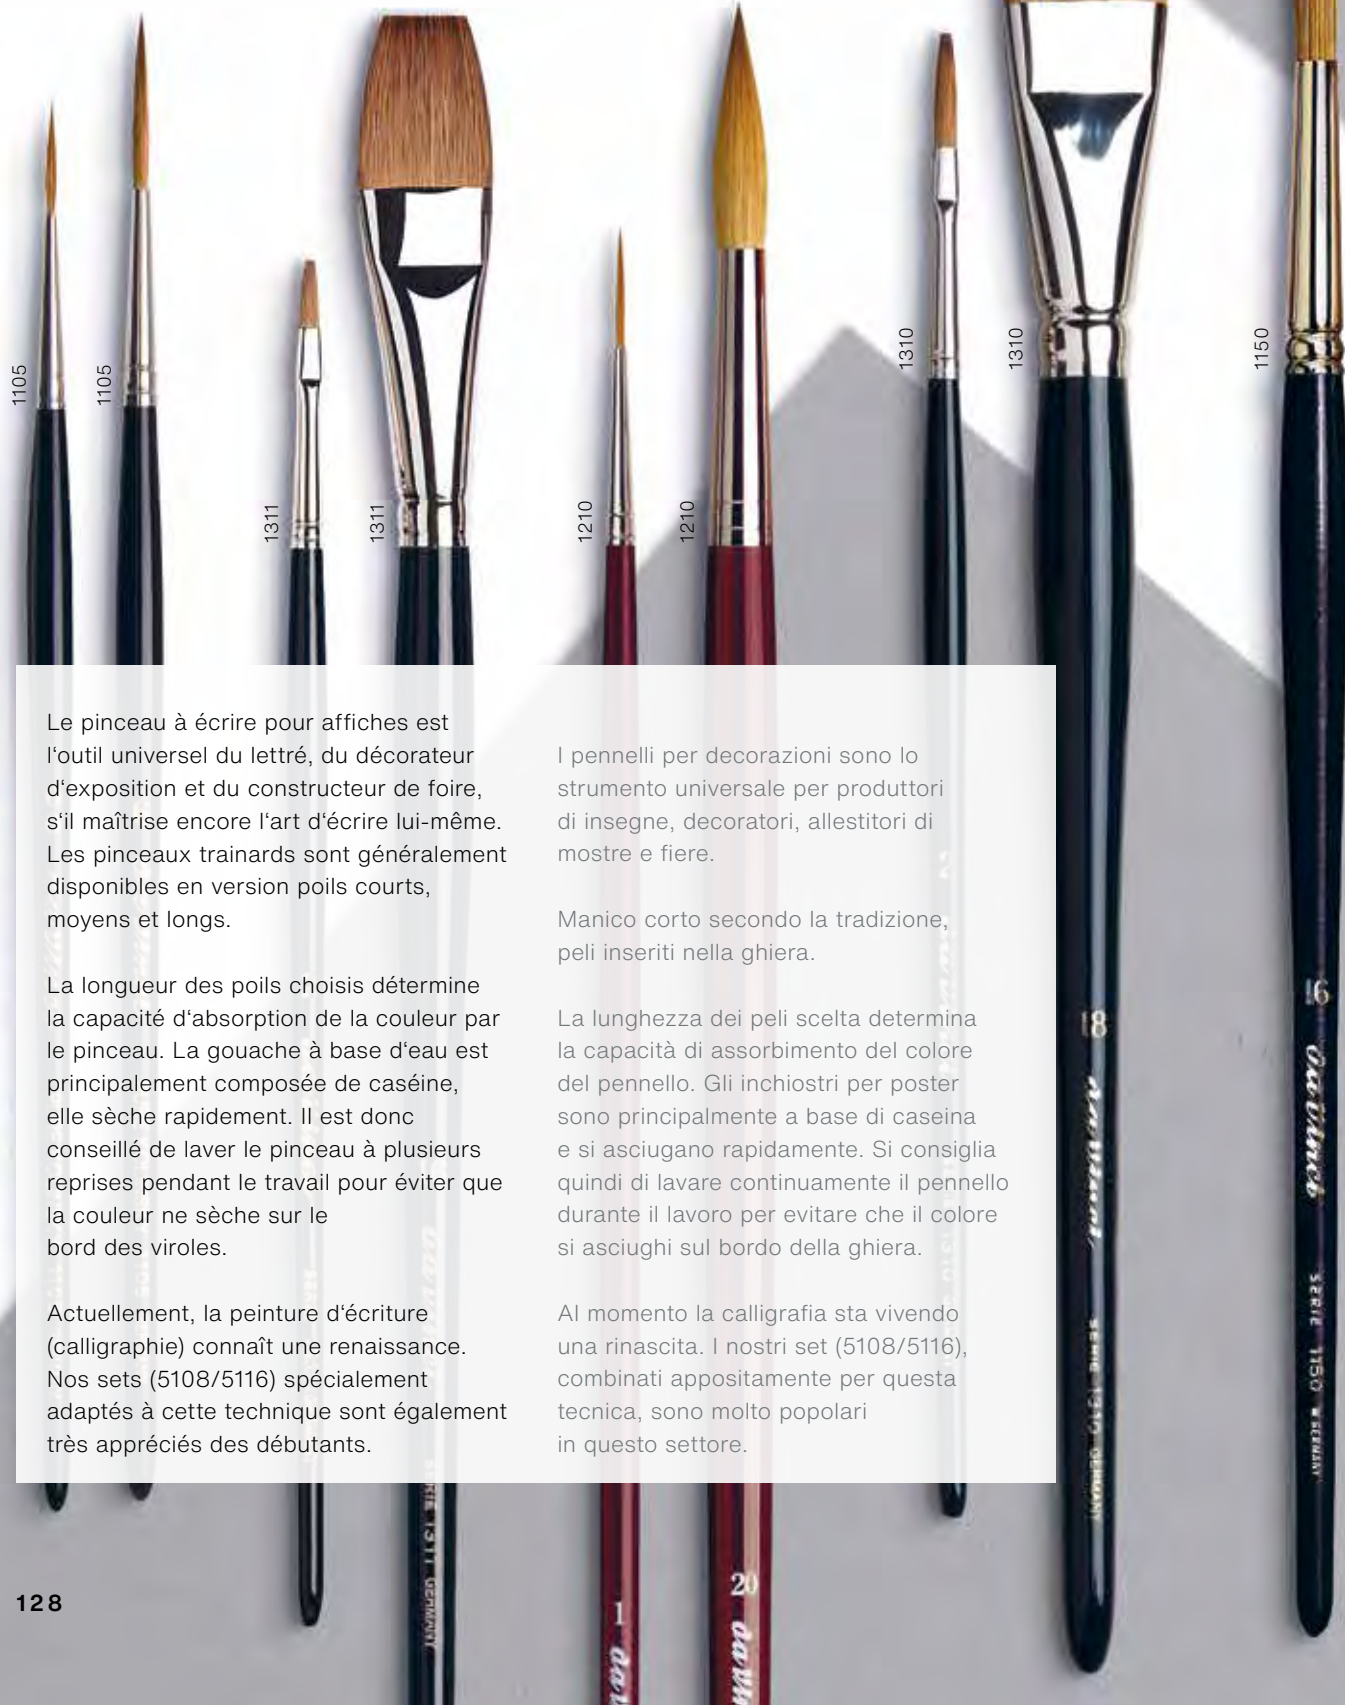 1105
1105
1311
1311
1210
1210
1310
1310
1150
Le pinceau à écrire pour affiches est
l‘outil universel du lettré, du décorateur
d‘exposition et du constructeur de foire,
s‘il maîtrise encore l‘art d‘écrire lui-même.
Les pinceaux trainards sont généralement
disponibles en version poils courts,
moyens et longs.
La longueur des poils choisis détermine
la capacité d‘absorption de la couleur par
le pinceau. La gouache à base d‘eau est
principalement composée de caséine,
elle sèche rapidement. Il est donc
conseillé de laver le pinceau à plusieurs
reprises pendant le travail pour éviter que
la couleur ne sèche sur le
bord des viroles.
Actuellement, la peinture d‘écriture
(calligraphie) connaît une renaissance.
Nos sets (5108/5116) spécialement
adaptés à cette technique sont également
très appréciés des débutants.
I pennelli per decorazioni sono lo
strumento universale per produttori
di insegne, decoratori, allestitori di
mostre e fiere.
Manico corto secondo la tradizione,
peli inseriti nella ghiera.
La lunghezza dei peli scelta determina
la capacità di assorbimento del colore
del pennello. Gli inchiostri per poster
sono principalmente a base di caseina
e si asciugano rapidamente. Si consiglia
quindi di lavare continuamente il pennello
durante il lavoro per evitare che il colore
si asciughi sul bordo della ghiera.
Al momento la calligrafia sta vivendo
una rinascita. I nostri set (5108/5116),
combinati appositamente per questa
tecnica, sono molto popolari
in questo settore.
18
da Vinci
SERIE 1310 GERMANY
16
da Vinci
SERIE 1150 W.GERMANY
SERIE 1311 GERMANY
1
20
128